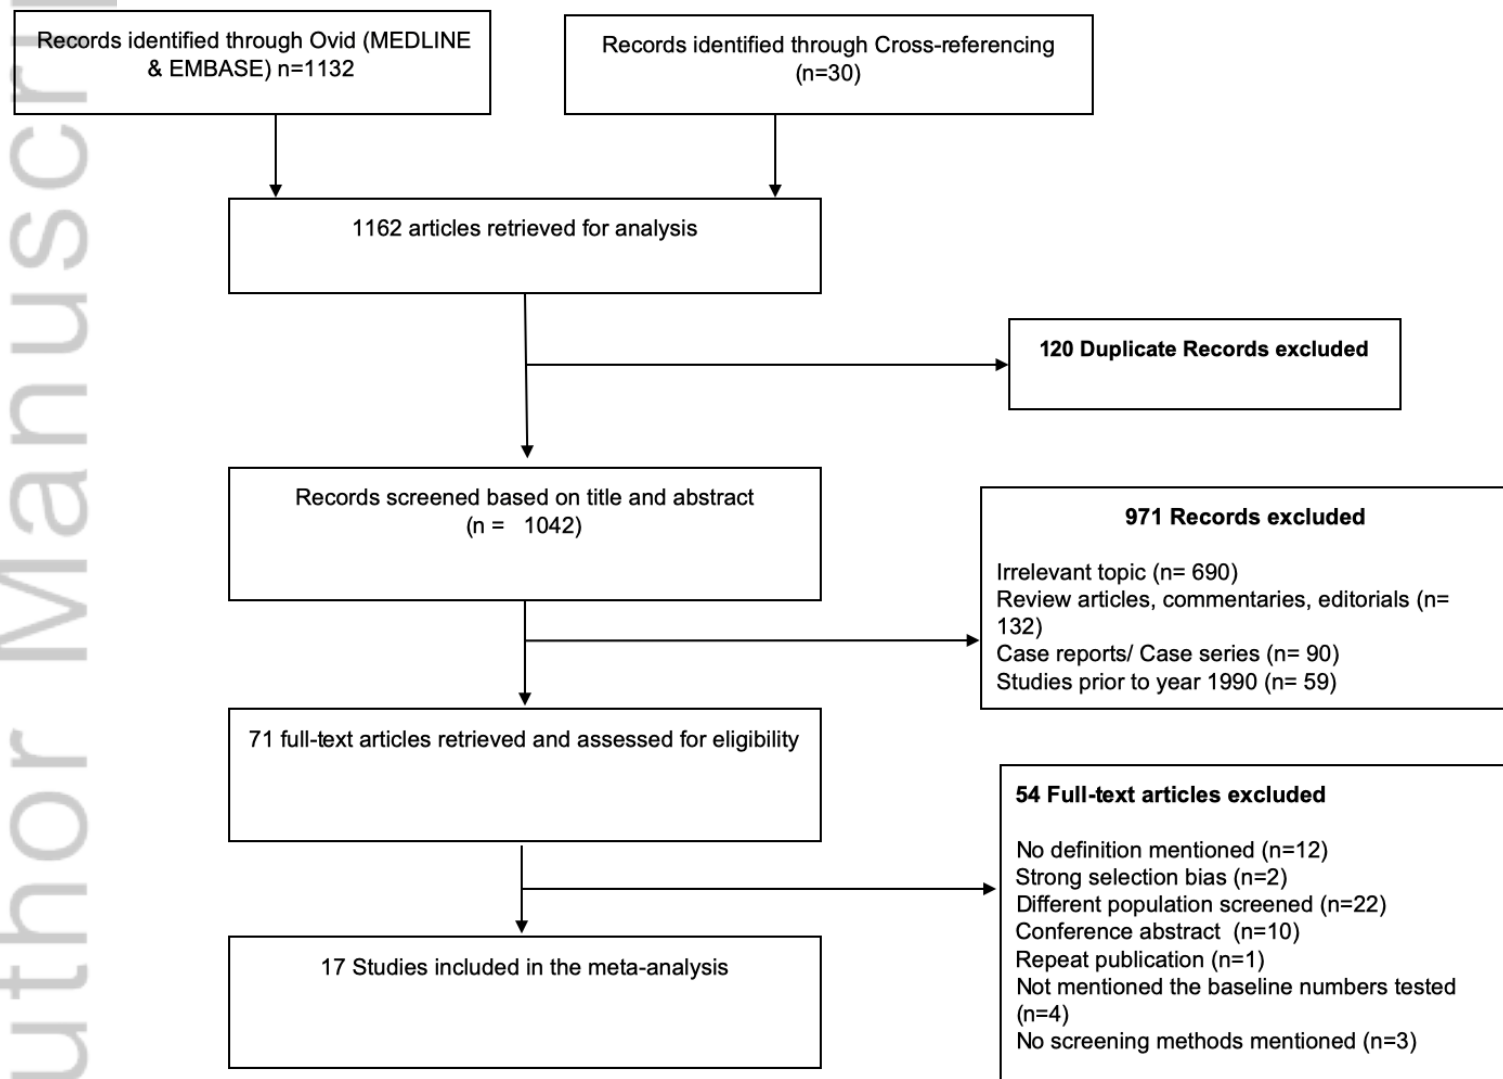 Records identified through Ovid (MEDLINE
& EMBASE) n=1132
Records identified through Cross-referencing
(n=30)
1162 articles retrieved for analysis
120 Duplicate Records excluded
Records screened based on title and abstract
(n =   1042)
971 Records excluded
Irrelevant topic (n= 690)
Review articles, commentaries, editorials (n=
132)
Case reports/ Case series (n= 90)
Studies prior to year 1990 (n= 59)
71 full-text articles retrieved and assessed for eligibility
54 Full-text articles excluded
No definition mentioned (n=12)
Strong selection bias (n=2)
Different population screened (n=22)
Conference abstract  (n=10)
Repeat publication (n=1)
Not mentioned the baseline numbers tested
(n=4)
No screening methods mentioned (n=3)
17 Studies included in the meta-analysis
uthor Manuscri